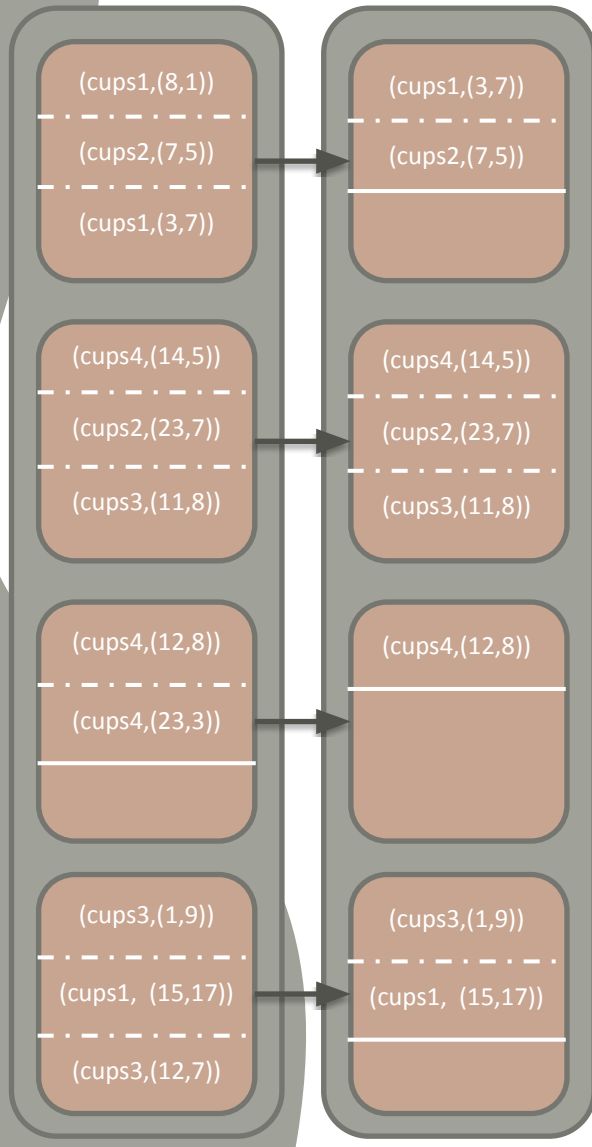 (cups1,(8,1))
(cups2,(7,5))
(cups1,(3,7))
(cups4,(14,5))
(cups2,(23,7))
(cups3,(11,8))
(cups4,(12,8))
(cups4,(23,3))
(cups3,(1,9))
(cups1, (15,17))
(cups3,(12,7))
(cups1,(3,7))
(cups2,(7,5))
(cups4,(14,5))
(cups2,(23,7))
(cups3,(11,8))
(cups4,(12,8))
(cups3,(1,9))
(cups1, (15,17))